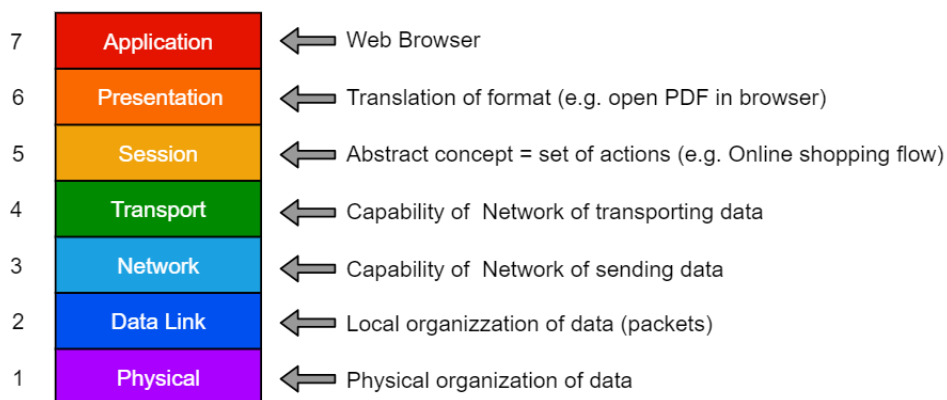 7 Application Web Browser
6 Presentation Translation of format (e.g. open PDF in browser)
5 Session Abstract concept = set of actions (e.g. Online shopping flow)
4 Transport Capability of Network of transporting data
3 Network Capability of Network of sending data
2 Data Link Local organizzation of data (packets)
1 Physical Physical organization of data